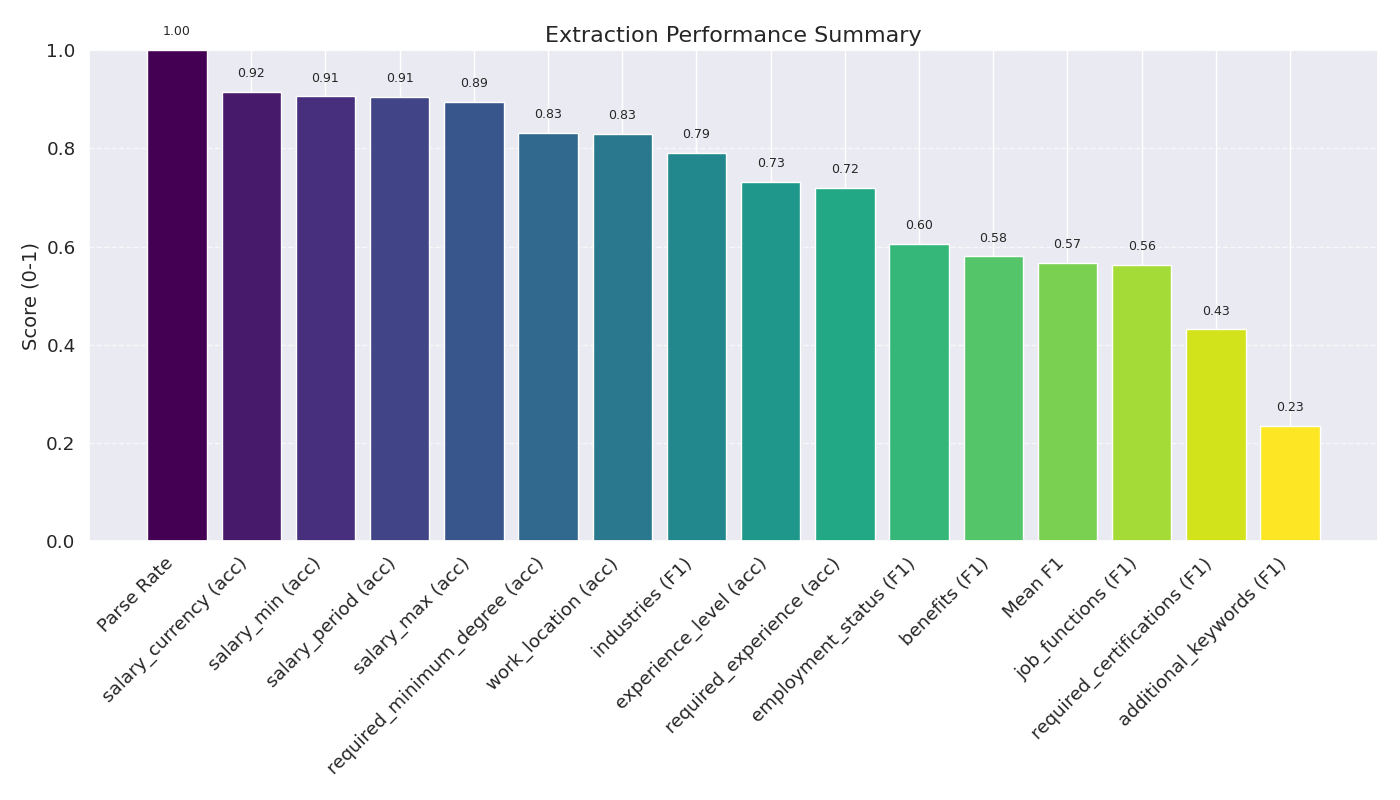 Extraction Performance Summary
Score (0-1)
1.0
0.8
0.6
0.4
0.2
0.0
1.00
0.92
0.91
0.91
0.89
0.83
0.83
0.79
0.73
0.72
0.60
0.58
0.57
0.56
0.43
0.23
Parse Rate
salary_currency (acc)
salary_min (acc)
salary_period (acc)
salary_max (acc)
required_minimum_degree (acc)
work_location (acc)
industries (F1)
experience_level (acc)
required_experience (acc)
employment_status (F1)
benefits (F1)
Mean F1
job_functions (F1)
required_certifications (F1)
additional_keywords (F1)